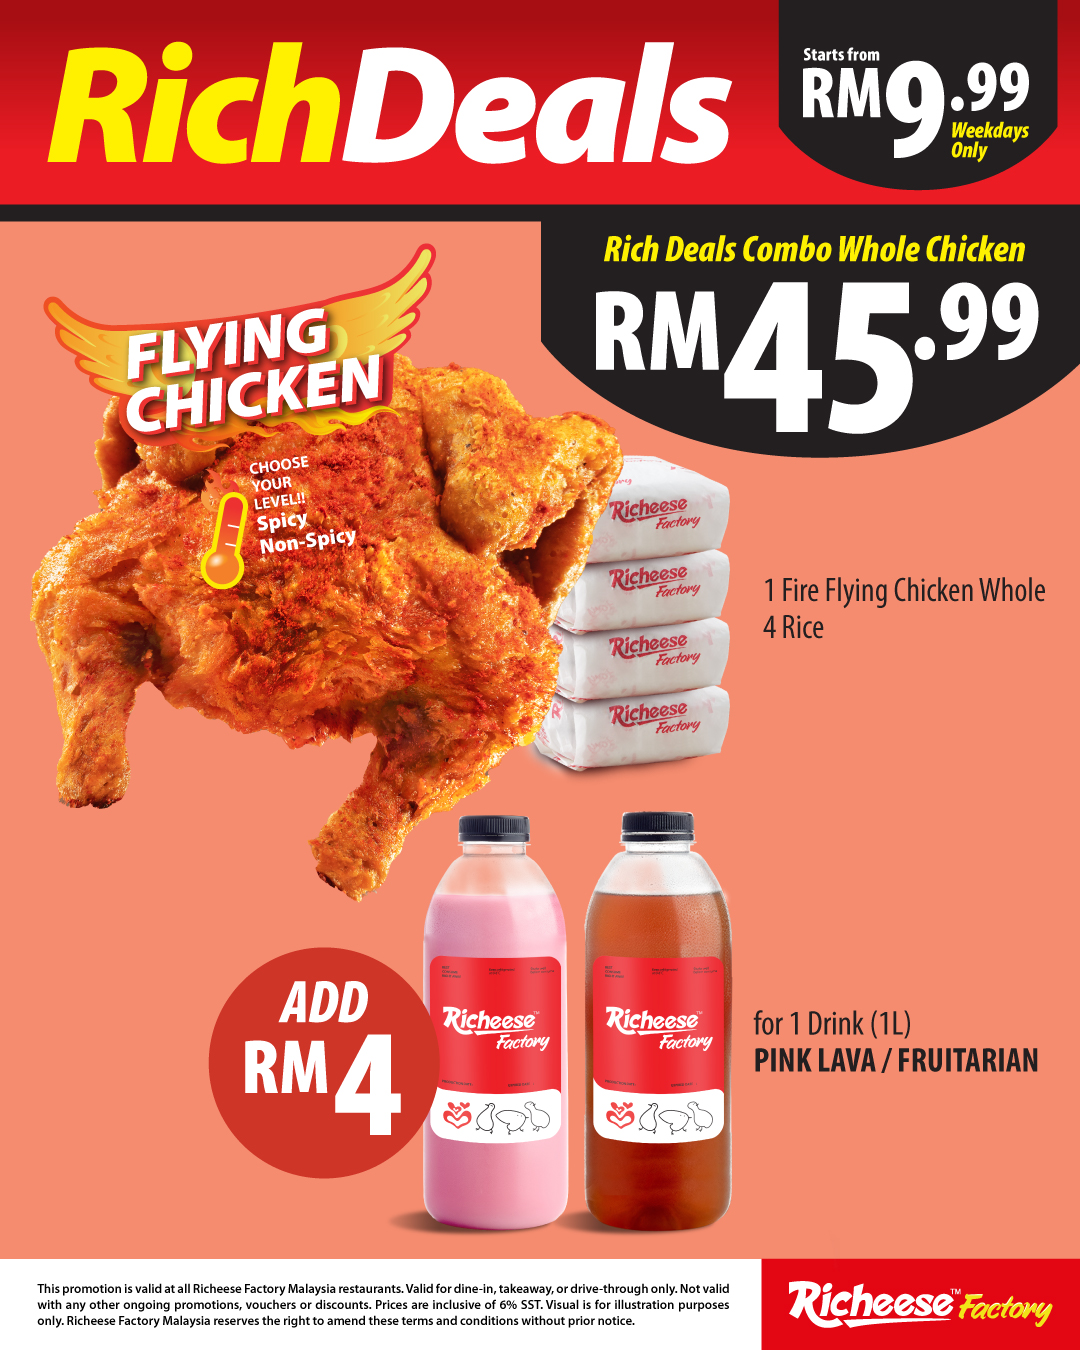 RichDeals
Starts from
RM9.99
Weekdays
Only
Rich Deals Combo Whole Chicken
RM45.99
FLYING
CHICKEN
CHOOSE
YOUR
LEVEL!!
Spicy
Non-Spicy
Richeese
Factory
Richeese
Factory
Richeese
Factory
Richeese
Factory
1 Fire Flying Chicken Whole
4 Rice
ADD
RM4
Richeese™
Factory
Richeese™
Factory
for 1 Drink (1L)
PINK LAVA / FRUITARIAN
This promotion is valid at all Richeese Factory Malaysia restaurants. Valid for dine-in, takeaway, or drive-through only. Not valid
with any other ongoing promotions, vouchers or discounts. Prices are inclusive of 6% SST. Visual is for illustration purposes
only. Richeese Factory Malaysia reserves the right to amend these terms and conditions without prior notice.
Richeese™ Factory